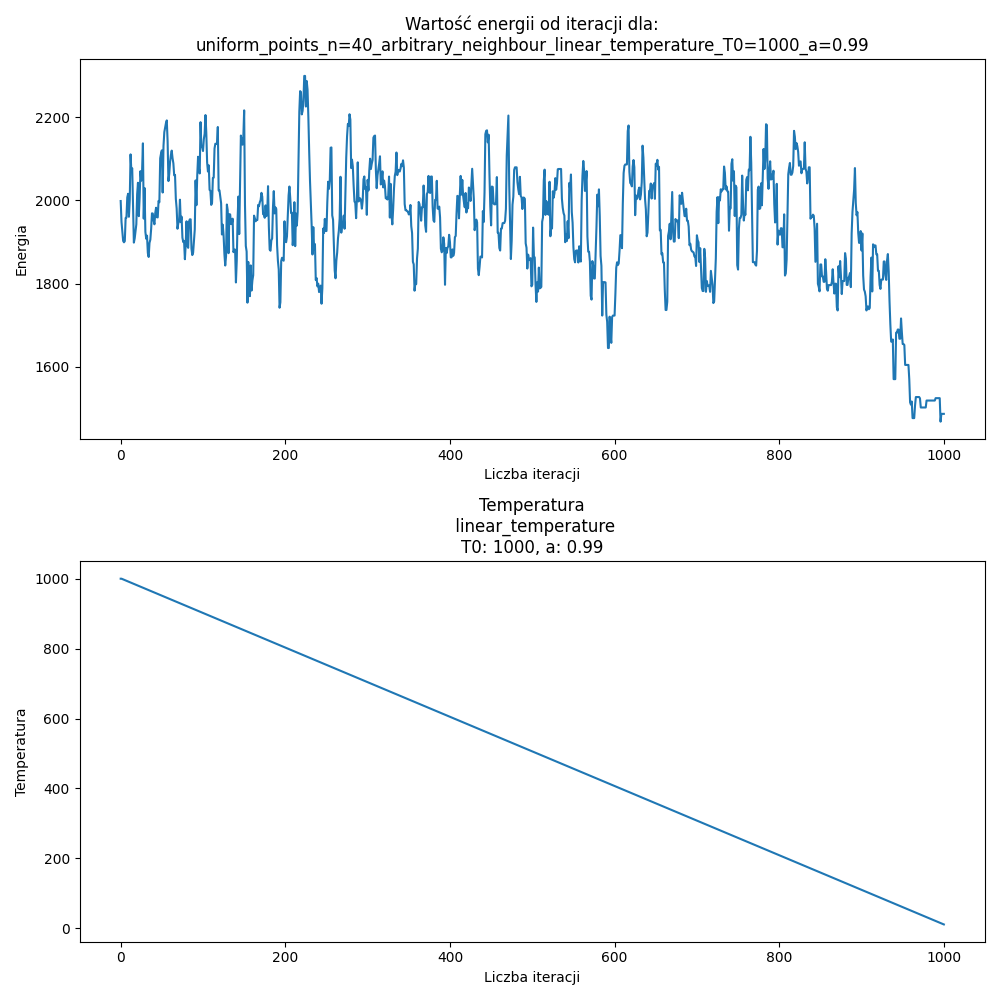 Wartość energii od iteracji dla:
uniform_points_n=40_arbitrary_neighbour_linear_temperature_T0=1000_a=0.99
2200
2000
1800
1600
Energia
0 200 400 600 800 1000
Liczba iteracji
Temperatura
linear_temperature
T0: 1000, a: 0.99
1000
800
600
400
200
0
Temperatura
0 200 400 600 800 1000
Liczba iteracji